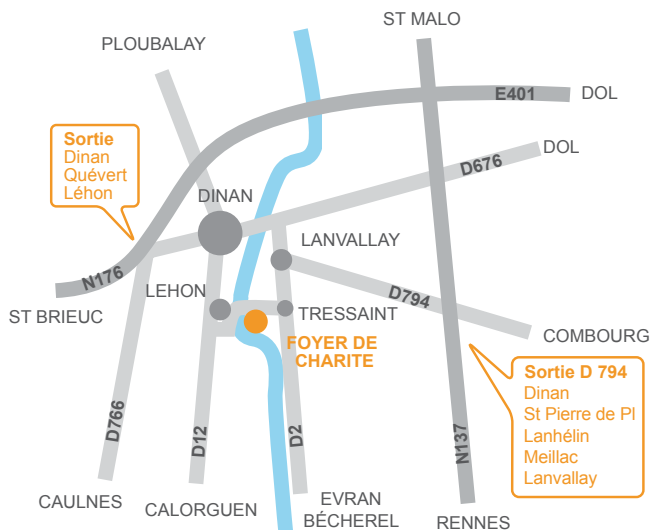 ST MALO
PLOUBALAY
E401
DOL
Sortie
Dinan
Quévert
Léhon
DOL
D676
DINAN
LANVALLAY
N176
LEHON
D794
ST BRIEUC
TRESSAINT
COMBOURG
FOYER DE
CHARITE
Sortie D 794
Dinan
St Pierre de Pl
Lanhélin
Meillac
Lanvallay
D766
D12
D2
N137
CAULNES
CALORGUEN
EVRAN
BÉCHEREL
RENNES